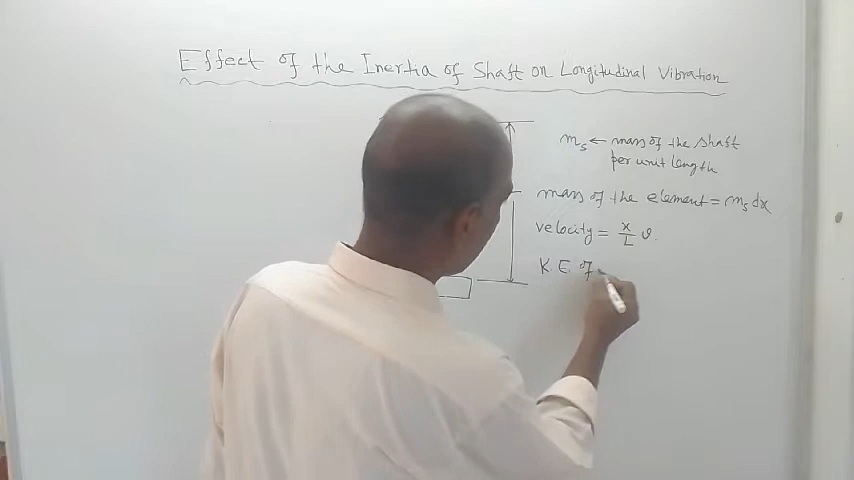 Effect of the Inertia of Shaft on Longitudinal Vibration
mₛ ← mass of the shaft
per unit length
mass of the element = mₛ dx
velocity = x/L v.
K.E. of